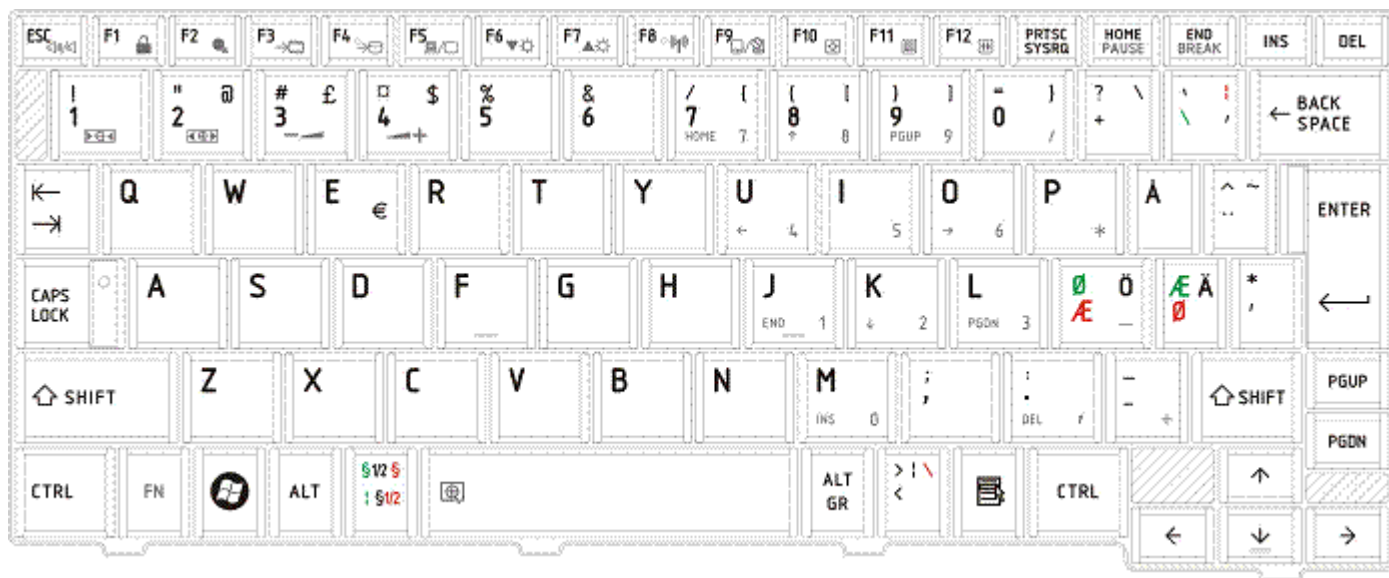 ESC F1 F2 F3 F4 F5 F6 F7 F8 F9 F10 F11 F12 PRTSC HOME END INS DEL
SYSRQ PAUSE BREAK
! " @ # £ ¤ $ % & / { ( [ ) ] = } ? \ ` ¦ BACK
1 2 3 4 5 6 7 8 9 0 + \ ' SPACE
HOME 7 8 PGUP 9 /
Q W E € R T Y U I O P Å ^ ~ ENTER
4 5 6 * ¨
CAPS A S D F G H J K L Ø Ö Æ Ä *
LOCK Æ Ø '
END 1 2 PGDN 3 _
SHIFT Z X C V B N M ; : _ SHIFT PGUP
, . -
INS 0 DEL / +
PGDN
CTRL FN ALT § 1/2 § ALT > ¦ \ CTRL
¦ § 1/2 GR <